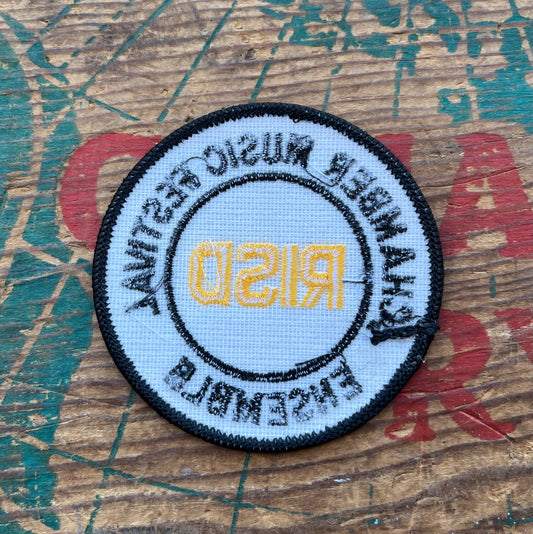 CHAMBER MUSIC FESTIVAL
RISD
ENSEMBLE